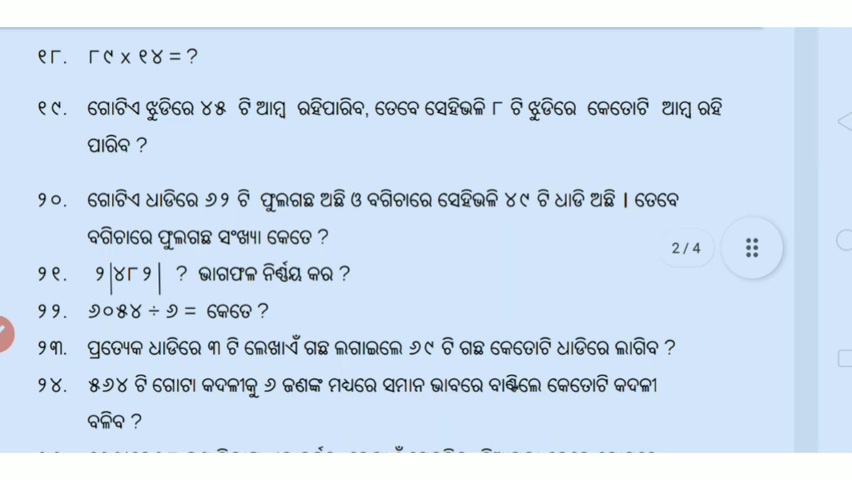 ୧୮. ୮୯ x ୧୪ = ?
୧୯. ଗୋଟିଏ ଝୁଡିରେ ୪୫ ଟି ଆମ୍ବ ରହିପାରିବ, ତେବେ ସେହିଭଳି ୮ ଟି ଝୁଡିରେ କେତୋଟି ଆମ୍ବ ରହି
ପାରିବ ?
୨୦. ଗୋଟିଏ ଧାଡିରେ ୬୨ ଟି ଫୁଲଗଛ ଅଛି ଓ ବଗିଚାରେ ସେହିଭଳି ୪୯ ଟି ଧାଡି ଅଛି । ତେବେ
ବଗିଚାରେ ଫୁଲଗଛ ସଂଖ୍ୟା କେତେ ?
2 / 4
୨୧. ୨|୪୮୨| ? ଭାଗଫଳ ନିର୍ଣ୍ଣୟ କର ?
୨୨. ୬୦୫୪ ÷ ୬ = କେତେ ?
୨୩. ପ୍ରତ୍ୟେକ ଧାଡିରେ ୩ ଟି ଲେଖାଏଁ ଗଛ ଲଗାଇଲେ ୬୯ ଟି ଗଛ କେତୋଟି ଧାଡିରେ ଲାଗିବ ?
୨୪. ୫୬୪ ଟି ଗୋଟା କଦଳୀକୁ ୬ ଜଣଙ୍କ ମଧ୍ୟରେ ସମାନ ଭାବରେ ବାଣ୍ଟିଲେ କେତୋଟି କଦଳୀ
ବଳିବ ?